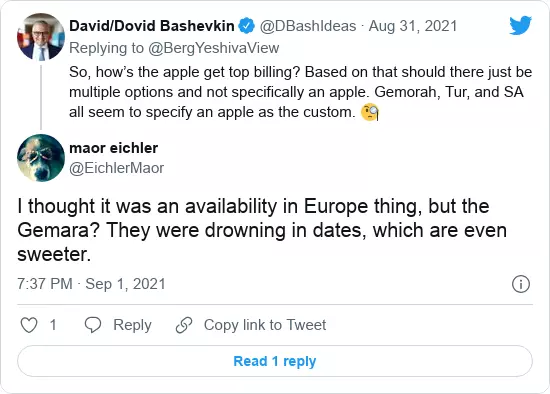 David/Dovid Bashevkin @DBashIdeas · Aug 31, 2021
Replying to @BergYeshivaView
So, how's the apple get top billing? Based on that should there just be
multiple options and not specifically an apple. Gemorah, Tur, and SA
all seem to specify an apple as the custom. 🧐
maor eichler
@EichlerMaor
I thought it was an availability in Europe thing, but the
Gemara? They were drowning in dates, which are even
sweeter.
7:37 PM · Sep 1, 2021
1 Reply Copy link to Tweet
Read 1 reply